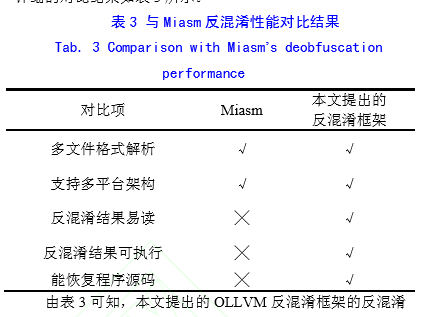 表 3 与 Miasm 反混淆性能对比结果
Tab. 3 Comparison with Miasm's deobfuscation
performance
对比项 Miasm 本文提出的
反混淆框架
多文件格式解析 √ √
支持多平台架构 √ √
反混淆结果易读 ╳ √
反混淆结果可执行 ╳ √
能恢复程序源码 ╳ √
由表 3 可知，本文提出的 OLLVM 反混淆框架的反混淆